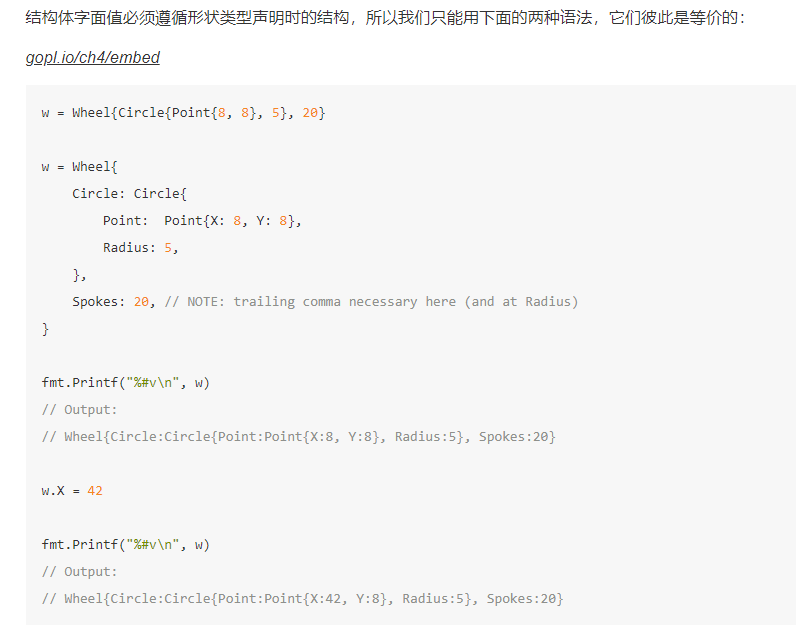 结构体字面值必须遵循形状类型声明时的结构，所以我们只能用下面的两种语法，它们彼此是等价的：
gopl.io/ch4/embed
w = Wheel{Circle{Point{8, 8}, 5}, 20}
w = Wheel{
    Circle: Circle{
        Point:  Point{X: 8, Y: 8},
        Radius: 5,
    },
    Spokes: 20, // NOTE: trailing comma necessary here (and at Radius)
}
fmt.Printf("%#v\n", w)
// Output:
// Wheel{Circle:Circle{Point:Point{X:8, Y:8}, Radius:5}, Spokes:20}
w.X = 42
fmt.Printf("%#v\n", w)
// Output:
// Wheel{Circle:Circle{Point:Point{X:42, Y:8}, Radius:5}, Spokes:20}